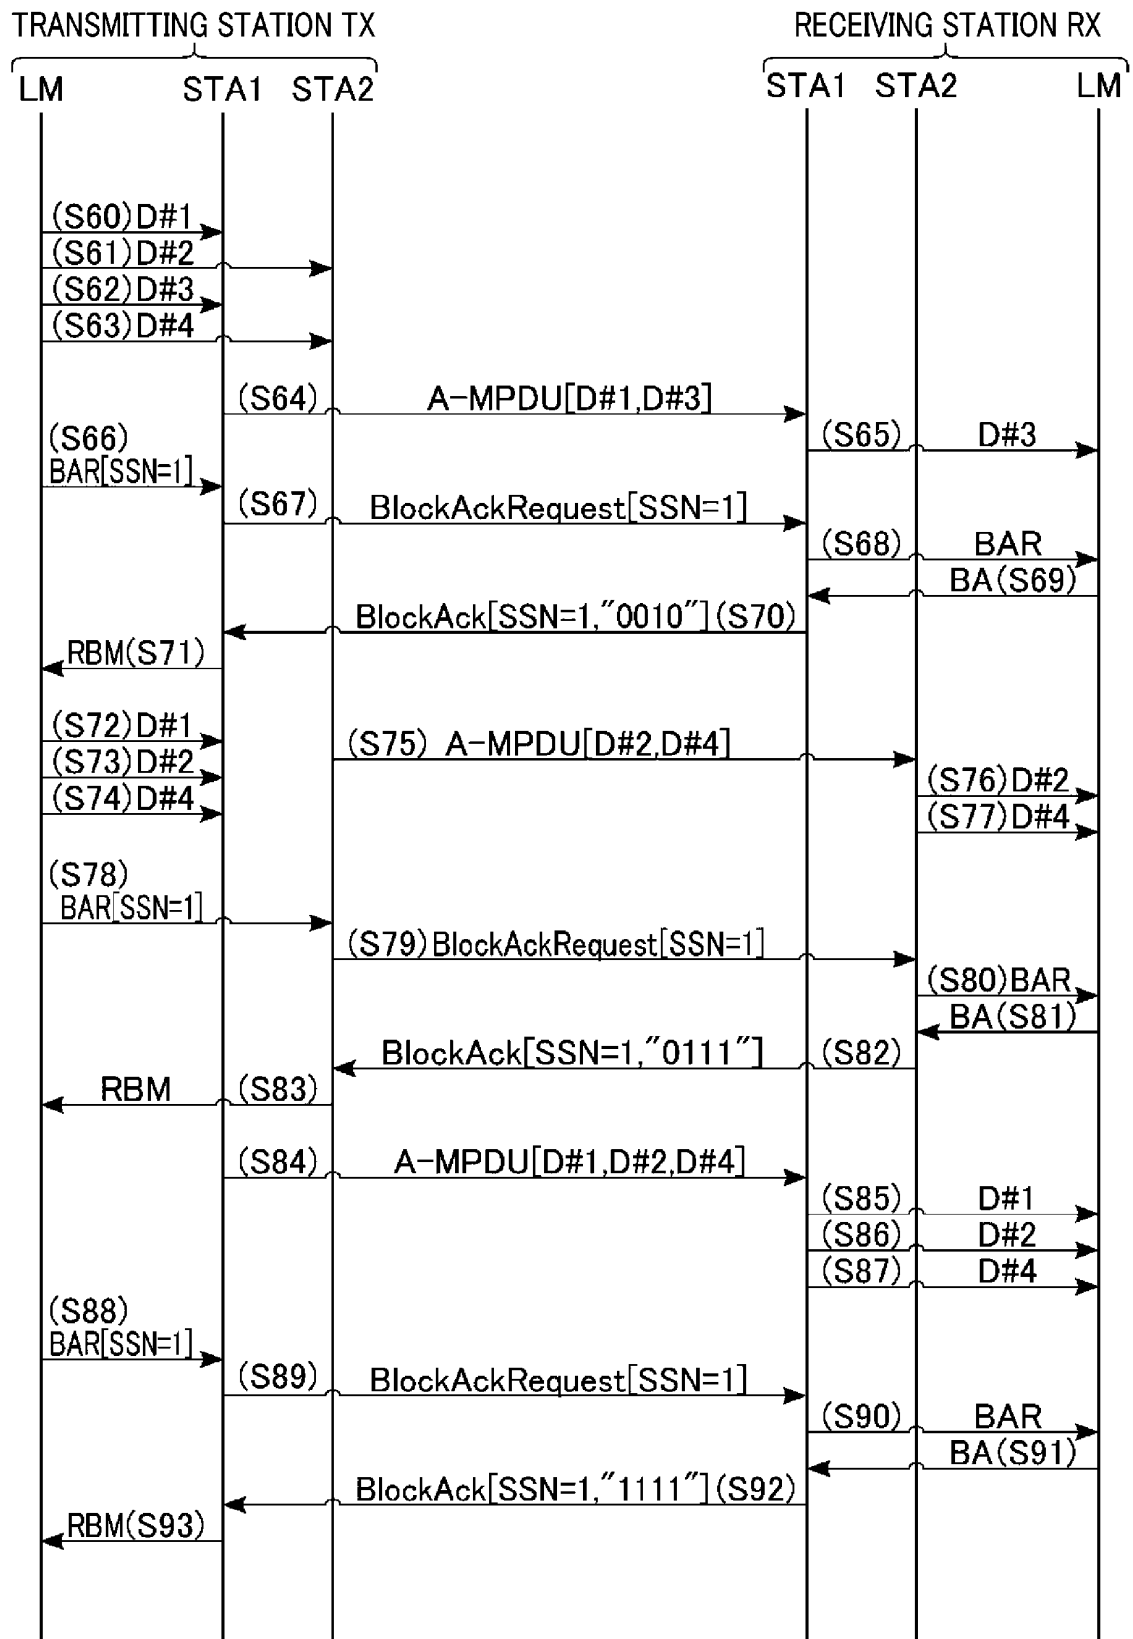 TRANSMITTING STATION TX
RECEIVING STATION RX
LM STA1 STA2
STA1 STA2 LM
(S60)D#1
(S61)D#2
(S62)D#3
(S63)D#4
(S64) A-MPDU[D#1,D#3]
(S65) D#3
(S66)
BAR[SSN=1]
(S67) BlockAckRequest[SSN=1]
(S68) BAR
BA(S69)
BlockAck[SSN=1,"0010"](S70)
RBM(S71)
(S72)D#1
(S73)D#2
(S74)D#4
(S75) A-MPDU[D#2,D#4]
(S76)D#2
(S77)D#4
(S78)
BAR[SSN=1]
(S79)BlockAckRequest[SSN=1]
(S80)BAR
BA(S81)
BlockAck[SSN=1,"0111"] (S82)
RBM (S83)
(S84) A-MPDU[D#1,D#2,D#4]
(S85) D#1
(S86) D#2
(S87) D#4
(S88)
BAR[SSN=1]
(S89) BlockAckRequest[SSN=1]
(S90) BAR
BA(S91)
BlockAck[SSN=1,"1111"](S92)
RBM(S93)